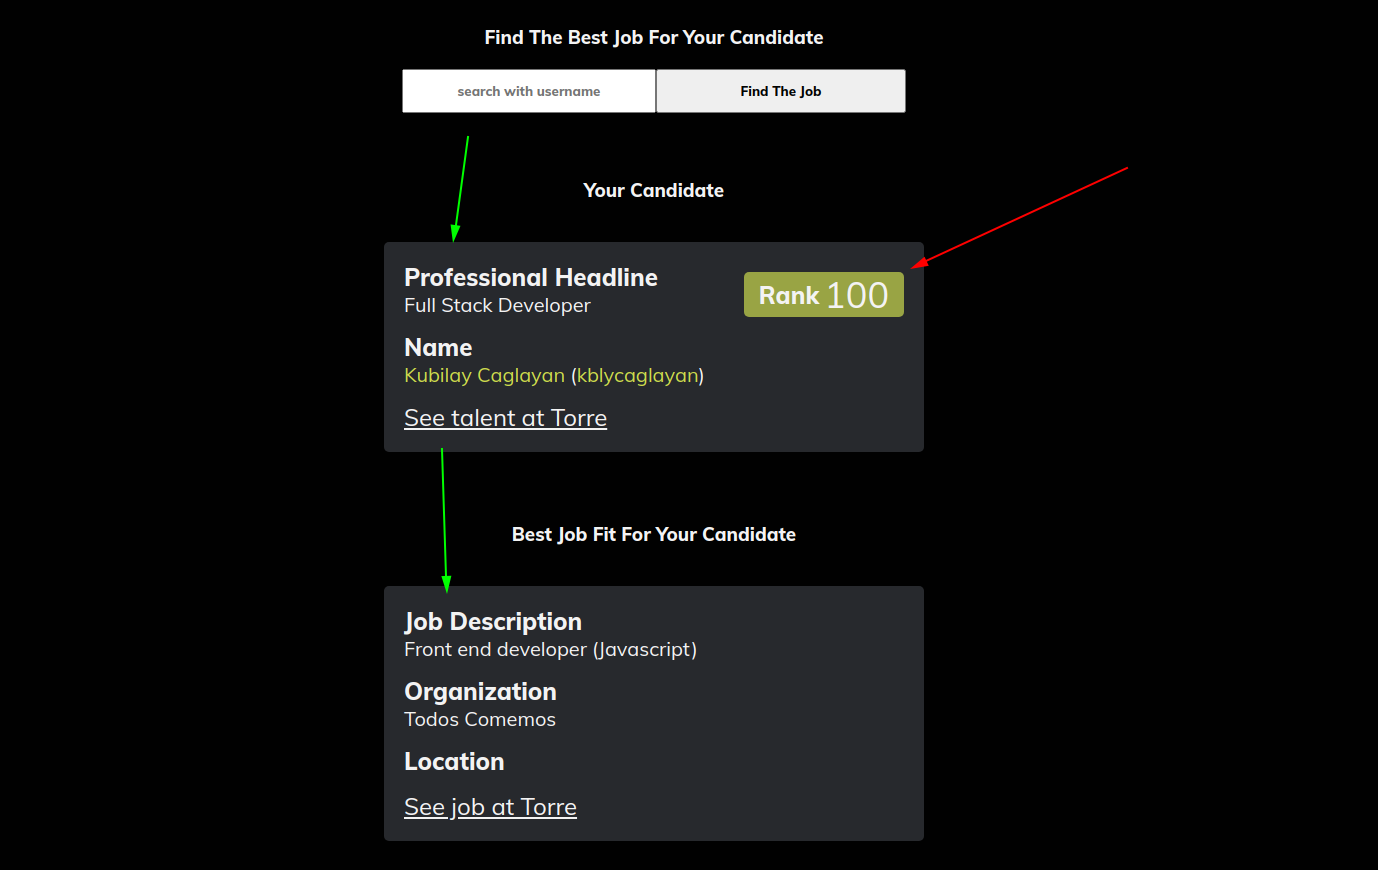 Find The Best Job For Your Candidate
search with username
Find The Job
Your Candidate
Professional Headline
Full Stack Developer
Rank 100
Name
Kubilay Caglayan (kblycaglayan)
See talent at Torre
Best Job Fit For Your Candidate
Job Description
Front end developer (Javascript)
Organization
Todos Comemos
Location
See job at Torre